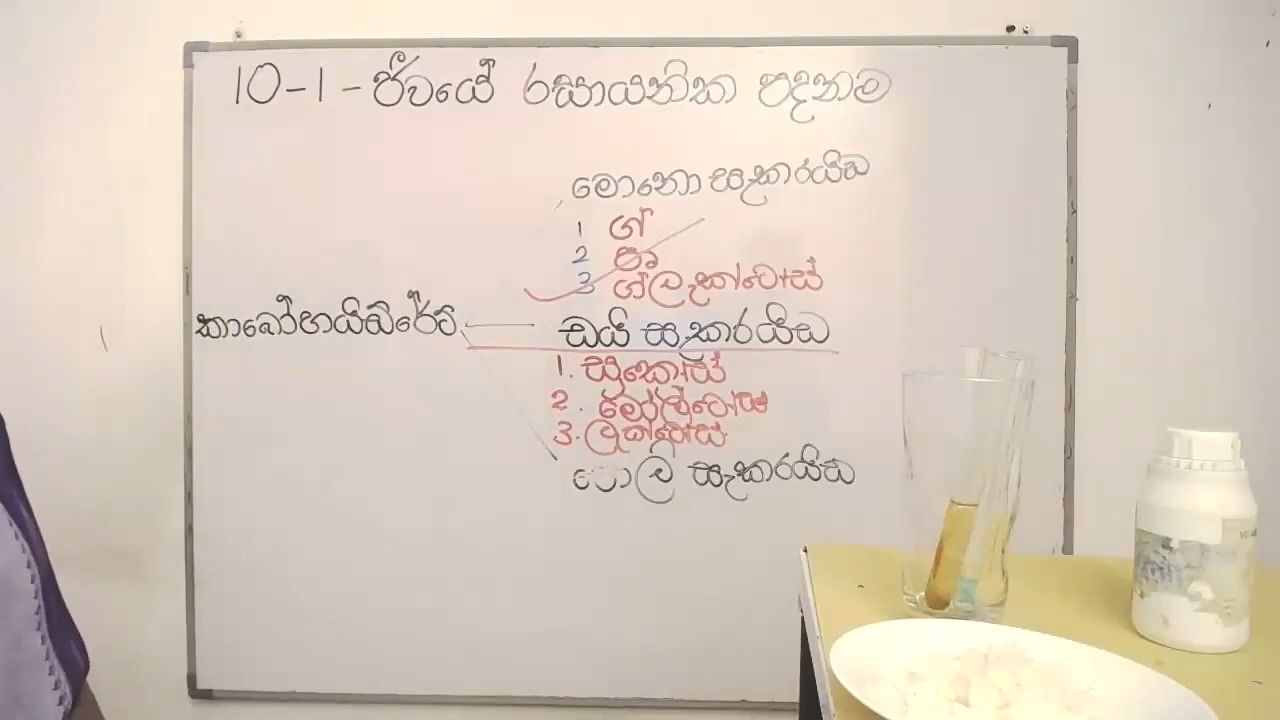 10-1 - ජීවයේ රසායනික පදනම
මොනො සැකරයිඩ
1 ග්
2 ෆෘ
3 ග්ලැක්ටෝස්
කාබෝහයිඩ්රේට්
ඩයි සැකරයිඩ
1. සුක්‍රෝස්
2. මෝල්ටෝස්
3. ලැක්ටෝස්
පොලි සැකරයිඩ